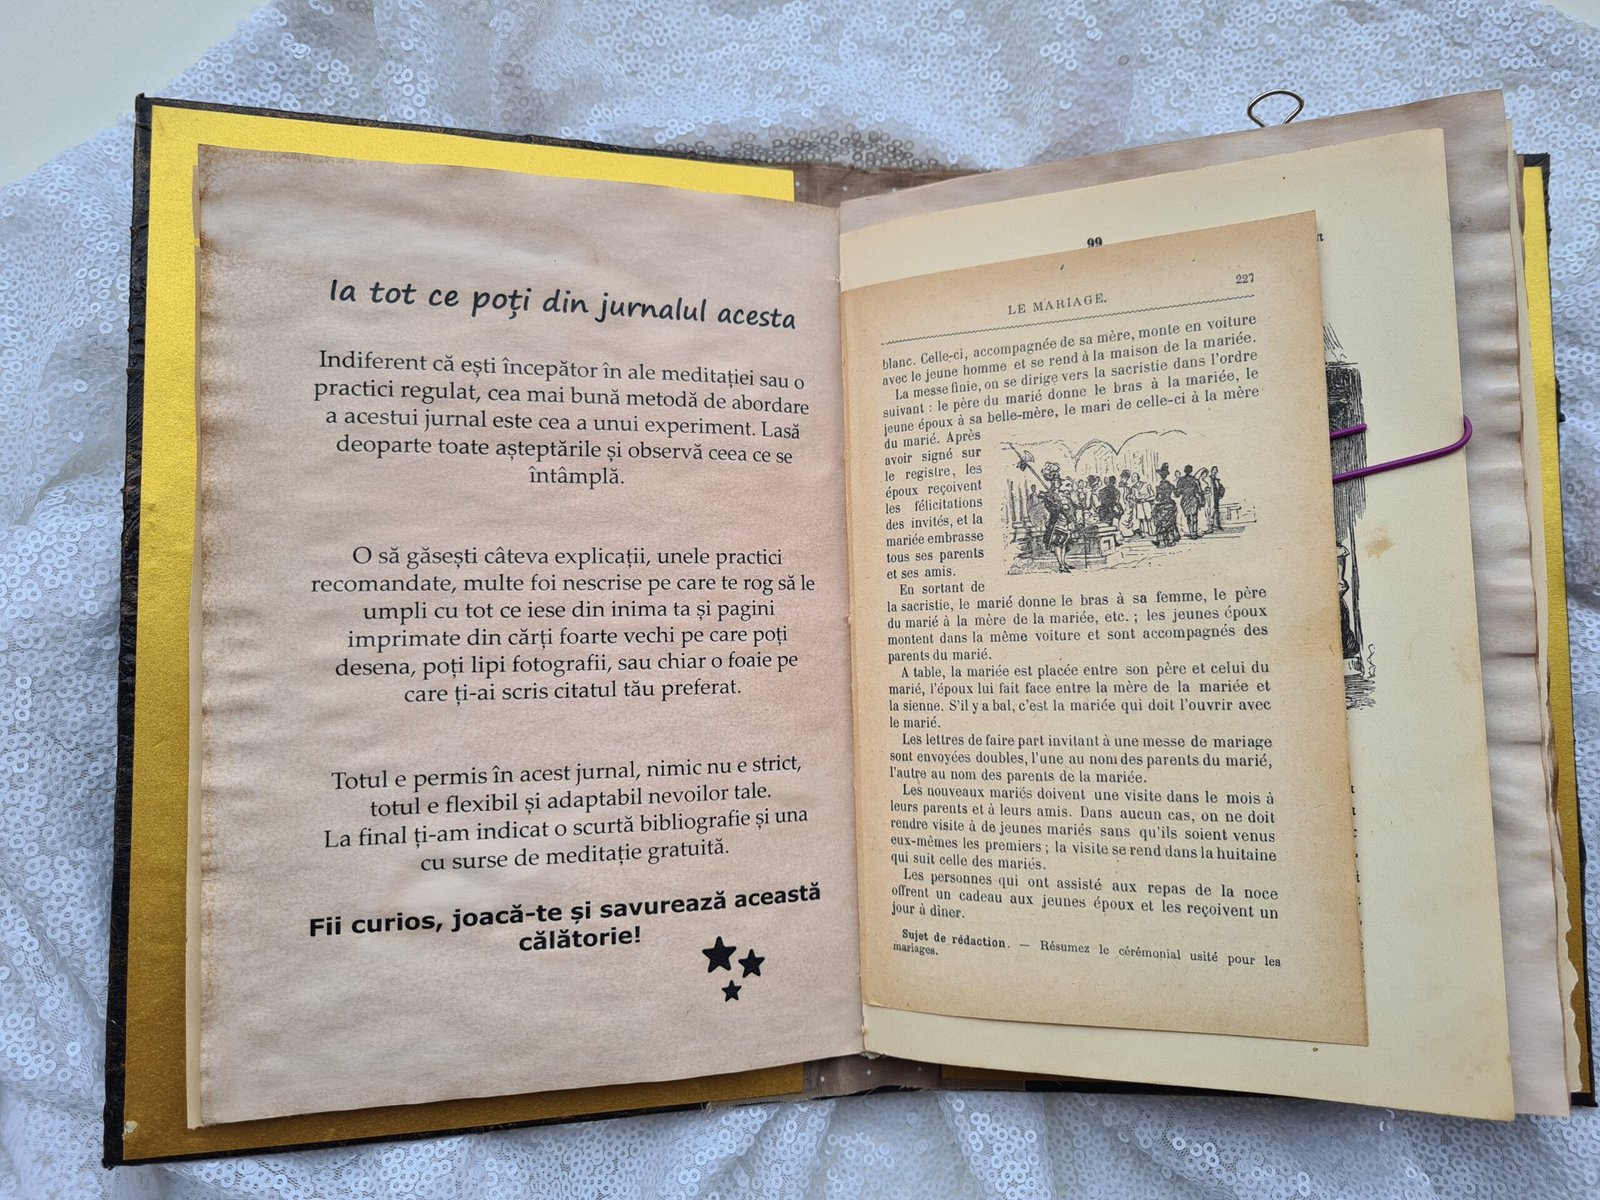 Ia tot ce poți din jurnalul acesta
Indiferent că ești începător în ale meditației sau o
practici regulat, cea mai bună metodă de abordare
a acestui jurnal este cea a unui experiment. Lasă
deoparte toate așteptările și observă ceea ce se
întâmplă.
O să găsești câteva explicații, unele practici
recomandate, multe foi nescrise pe care te rog să le
umpli cu tot ce iese din inima ta și pagini
imprimate din cărți foarte vechi pe care poți
desena, poți lipi fotografii, sau chiar o foaie pe
care ți-ai scris citatul tău preferat.
Totul e permis în acest jurnal, nimic nu e strict,
totul e flexibil și adaptabil nevoilor tale.
La final ți-am indicat o scurtă bibliografie și una
cu surse de meditație gratuită.
Fii curios, joacă-te și savurează această
călătorie!
99
LE MARIAGE.
227
blanc. Celle-ci, accompagnée de sa mère, monte en voiture
avec le jeune homme et se rend à la maison de la mariée.
La messe finie, on se dirige vers la sacristie dans l'ordre
suivant : le père du marié donne le bras à la mariée, le
jeune époux à sa belle-mère, le mari de celle-ci à la mère
du marié. Après
avoir signé sur
le registre, les
époux reçoivent
les félicitations
des invités, et la
mariée embrasse
tous ses parents
et ses amis.
En sortant de
la sacristie, le marié donne le bras à sa femme, le père
du marié à la mère de la mariée, etc. ; les jeunes époux
montent dans la même voiture et sont accompagnés des
parents du marié.
A table, la mariée est placée entre son père et celui du
marié, l'époux lui fait face entre la mère de la mariée et
la sienne. S'il y a bal, c'est la mariée qui doit l'ouvrir avec
le marié.
Les lettres de faire part invitant à une messe de mariage
sont envoyées doubles, l'une au nom des parents du marié,
l'autre au nom des parents de la mariée.
Les nouveaux mariés doivent une visite dans le mois à
leurs parents et à leurs amis. Dans aucun cas, on ne doit
rendre visite à de jeunes mariés sans qu'ils soient venus
eux-mêmes les premiers ; la visite se rend dans la huitaine
qui suit celle des mariés.
Les personnes qui ont assisté aux repas de la noce
offrent un cadeau aux jeunes époux et les reçoivent un
jour à dîner.
Sujet de rédaction. — Résumez le cérémonial usité pour les
mariages.